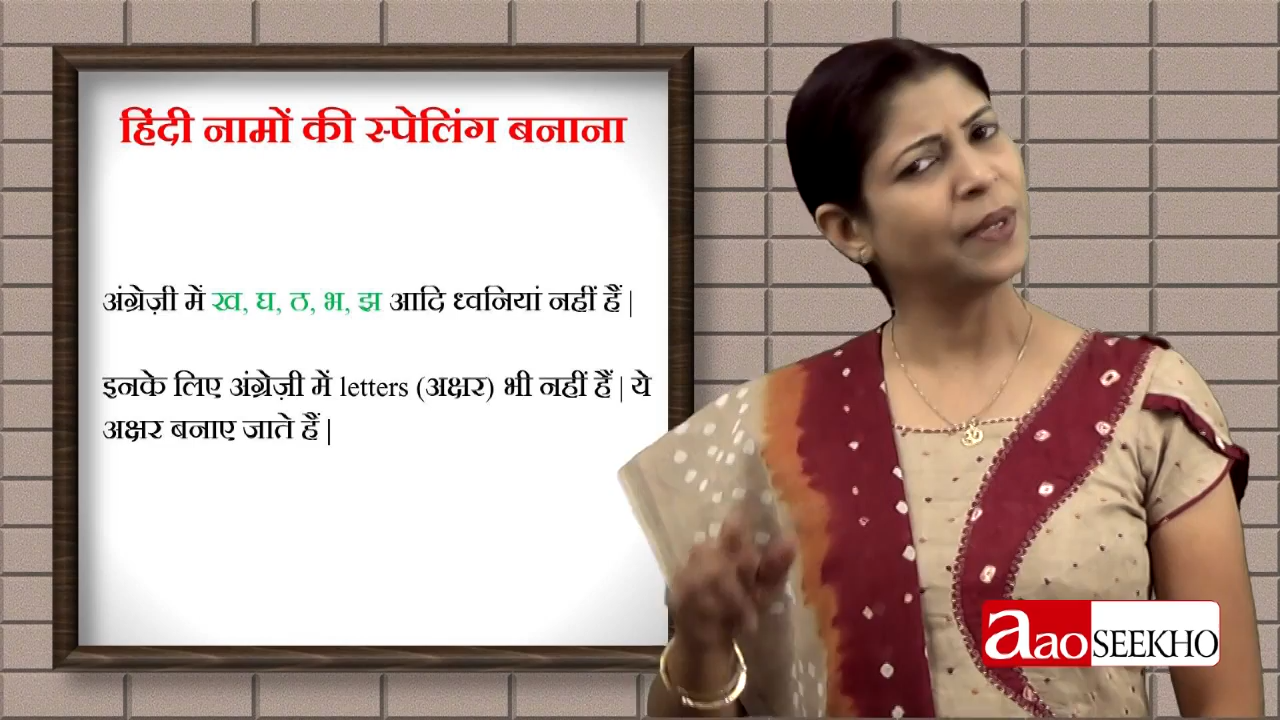 हिंदी नामों की स्पेलिंग बनाना
अंग्रेज़ी में ख, घ, ठ, भ, झ आदि ध्वनियां नहीं हैं |
इनके लिए अंग्रेज़ी में letters (अक्षर) भी नहीं हैं | ये
अक्षर बनाए जाते हैं |
aao SEEKHO